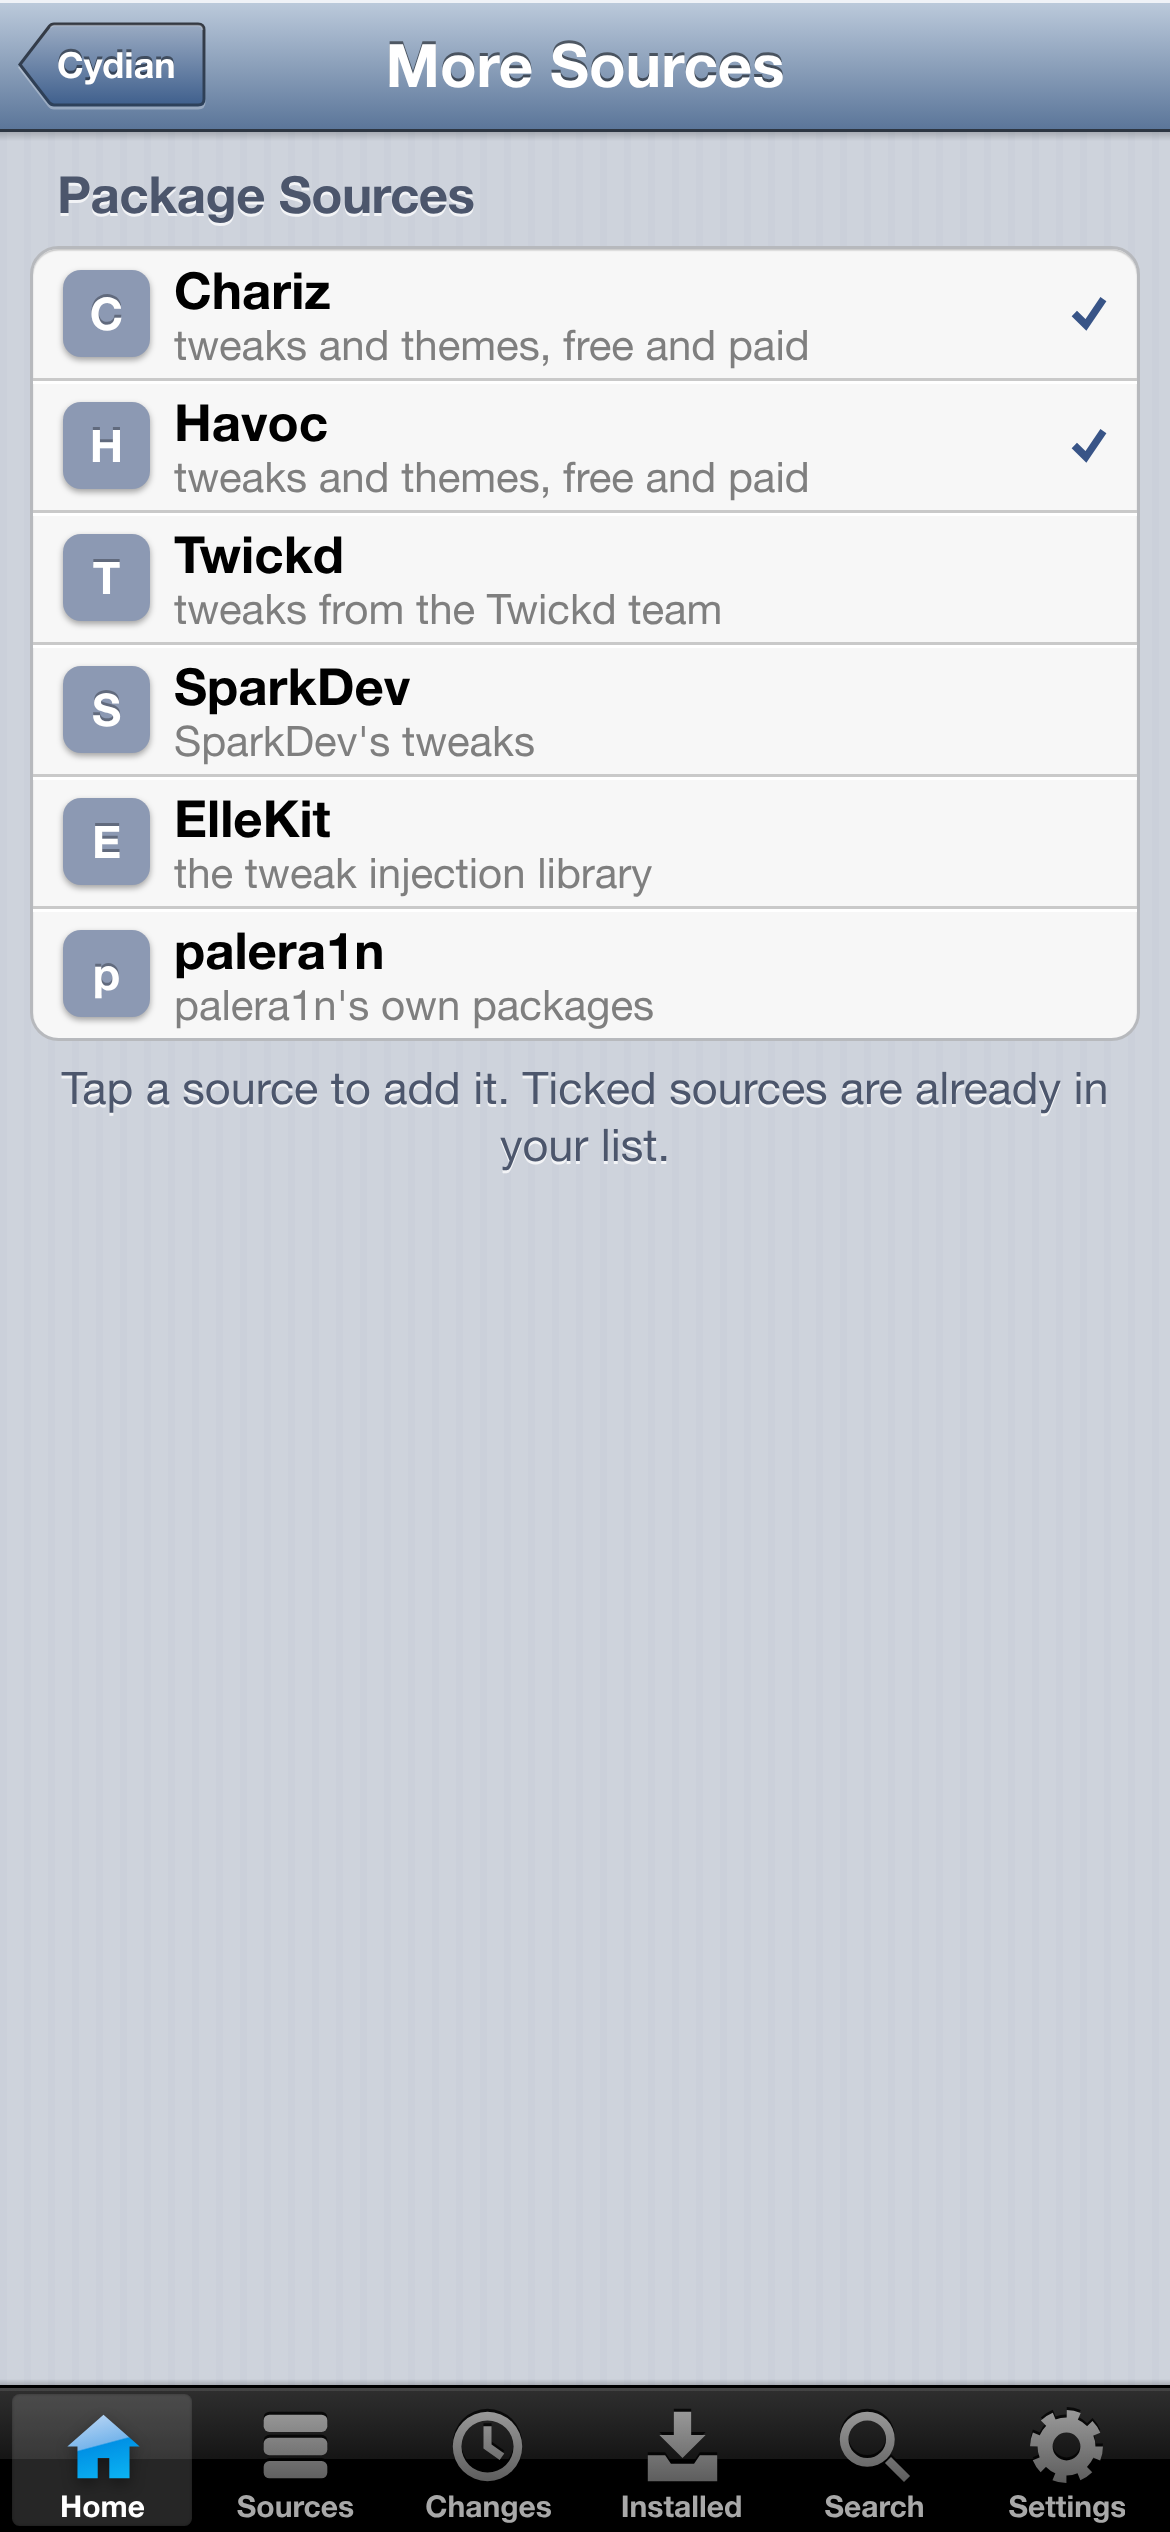 Cydian
More Sources
Package Sources
C
Chariz
tweaks and themes, free and paid
H
Havoc
tweaks and themes, free and paid
T
Twickd
tweaks from the Twickd team
S
SparkDev
SparkDev's tweaks
E
ElleKit
the tweak injection library
p
palera1n
palera1n's own packages
Tap a source to add it. Ticked sources are already in
your list.
Home
Sources
Changes
Installed
Search
Settings